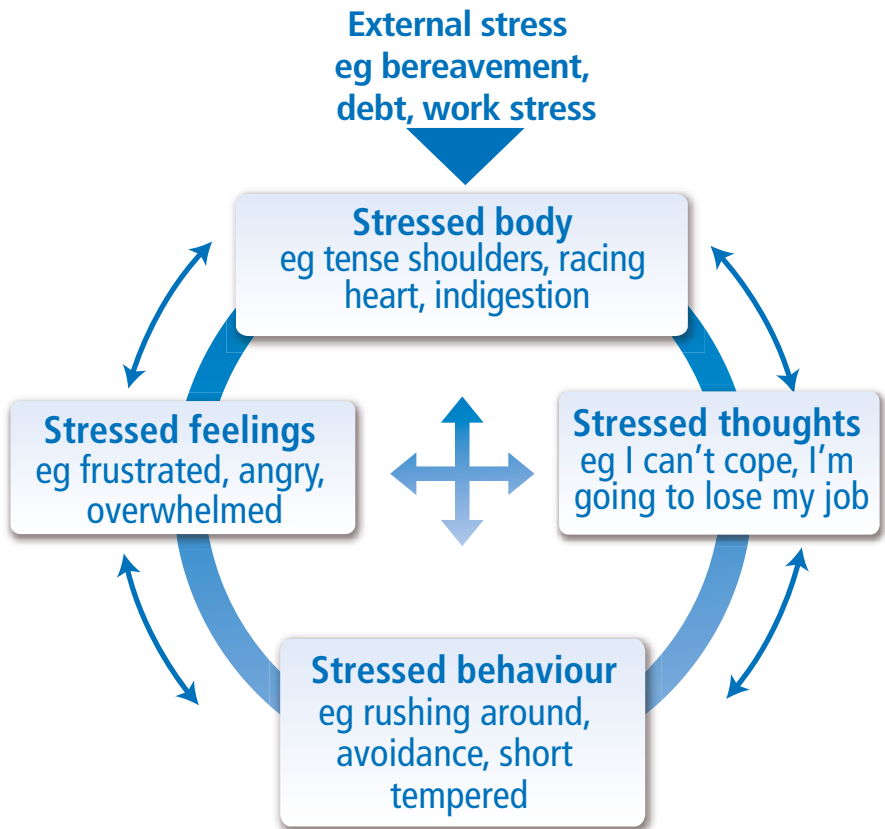 External stress
eg bereavement,
debt, work stress
Stressed body
eg tense shoulders, racing
heart, indigestion
Stressed feelings
eg frustrated, angry,
overwhelmed
Stressed thoughts
eg I can’t cope, I’m
going to lose my job
Stressed behaviour
eg rushing around,
avoidance, short
tempered